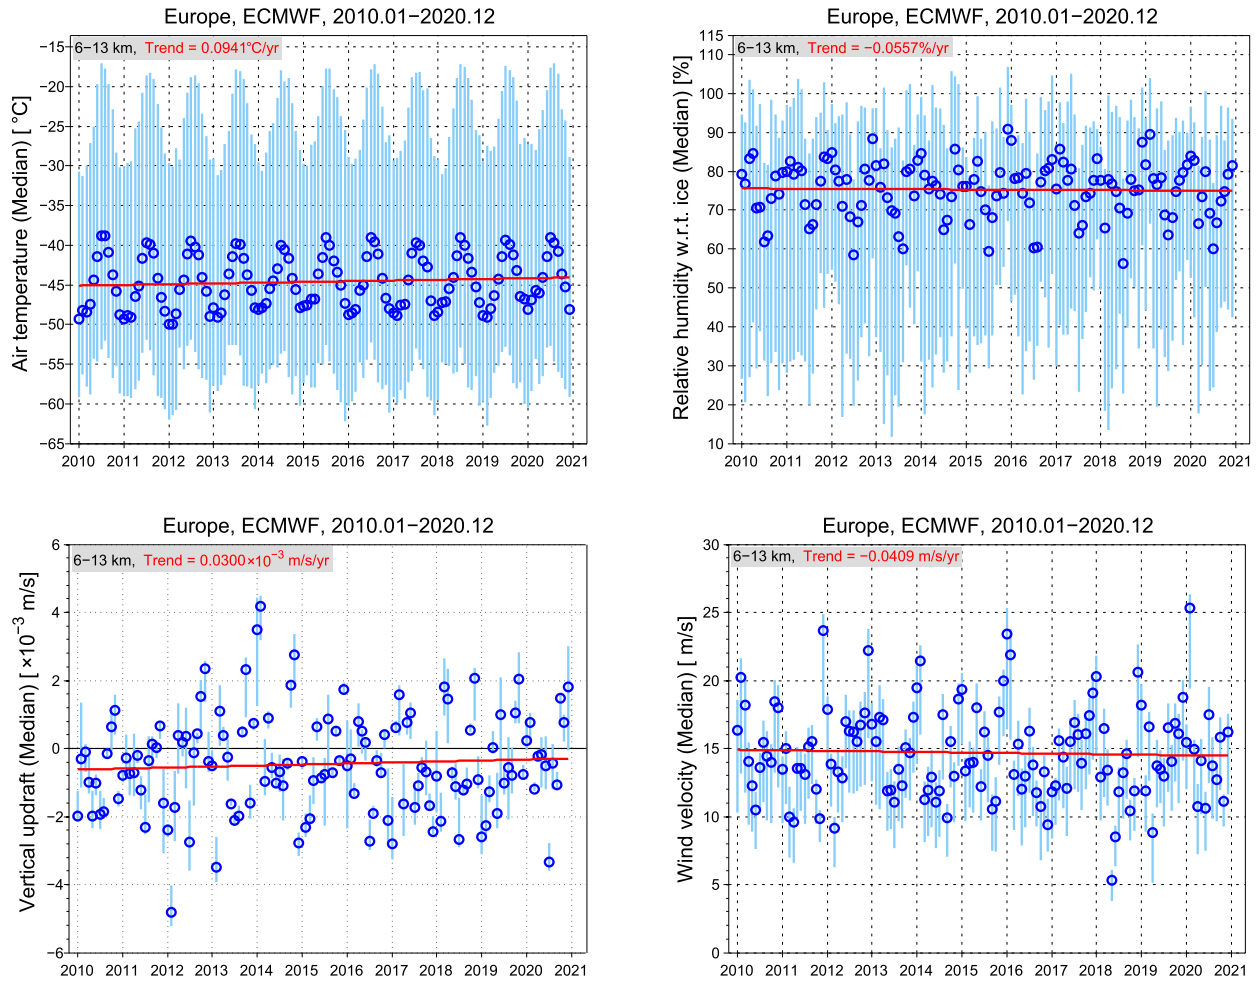 Europe, ECMWF, 2010.01−2020.12
6−13 km, Trend = 0.0941°C/yr
Air temperature (Median) [ °C]
−15
−20
−25
−30
−35
−40
−45
−50
−55
−60
−65
2010 2011 2012 2013 2014 2015 2016 2017 2018 2019 2020 2021
Europe, ECMWF, 2010.01−2020.12
6−13 km, Trend = −0.0557%/yr
Relative humidity w.r.t. ice (Median) [%]
115
110
100
90
80
70
60
50
40
30
20
10
2010 2011 2012 2013 2014 2015 2016 2017 2018 2019 2020 2021
Europe, ECMWF, 2010.01−2020.12
6−13 km, Trend = 0.0300×10⁻³ m/s/yr
Vertical updraft (Median) [ ×10⁻³ m/s]
6
4
2
0
−2
−4
−6
2010 2011 2012 2013 2014 2015 2016 2017 2018 2019 2020 2021
Europe, ECMWF, 2010.01−2020.12
6−13 km, Trend = −0.0409 m/s/yr
Wind velocity (Median) [ m/s]
30
25
20
15
10
5
0
2010 2011 2012 2013 2014 2015 2016 2017 2018 2019 2020 2021